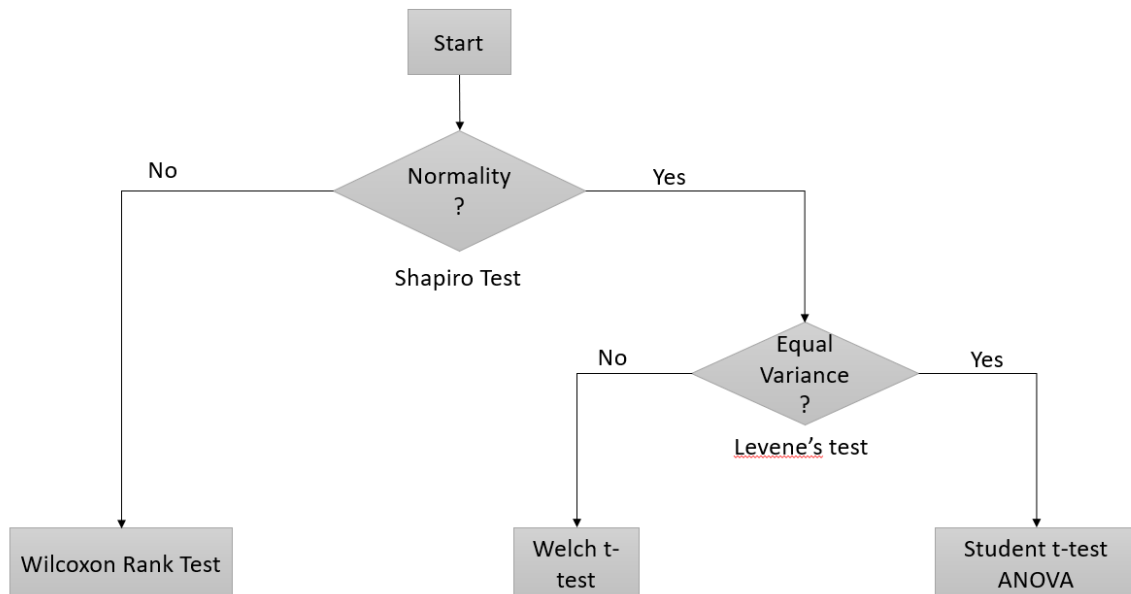 Start
Normality
?
No
Yes
Shapiro Test
Equal
Variance
?
No
Yes
Levene's test
Wilcoxon Rank Test
Welch t-
test
Student t-test
ANOVA